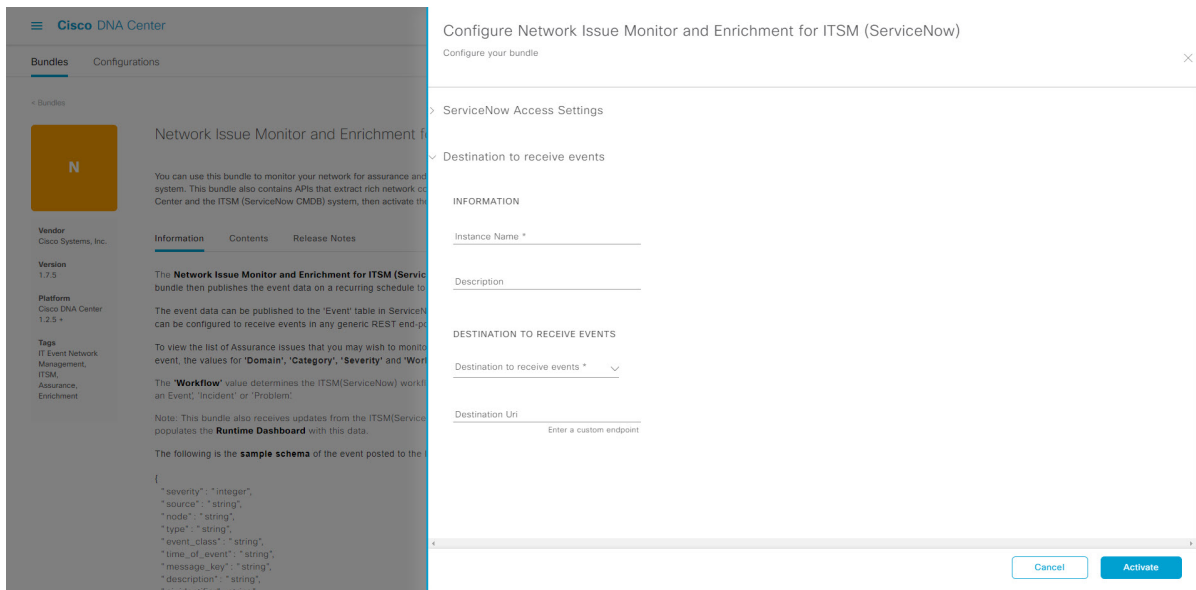 Cisco DNA Center
Bundles Configurations
< Bundles
N
Vendor
Cisco Systems, Inc.
Version
1.7.5
Platform
Cisco DNA Center
1.2.5 +
Tags
IT Event Network
Management,
ITSM,
Assurance,
Enrichment
Network Issue Monitor and Enrichment f
You can use this bundle to monitor your network for assurance and
system. This bundle also contains APIs that extract rich network co
Center and the ITSM (ServiceNow CMDB) system, then activate the
Information Contents Release Notes
The Network Issue Monitor and Enrichment for ITSM (Servic
bundle then publishes the event data on a recurring schedule to
The event data can be published to the 'Event' table in ServiceN
can be configured to receive events in any generic REST end-po
To view the list of Assurance issues that you may wish to monito
event, the values for 'Domain', 'Category', 'Severity' and 'Worl
The 'Workflow' value determines the ITSM(ServiceNow) workfl
an Event', 'Incident' or 'Problem'.
Note: This bundle also receives updates from the ITSM(Service
populates the Runtime Dashboard with this data.
The following is the sample schema of the event posted to the
{
"severity" : "integer",
"source" : "string",
"node" : "string",
"type" : "string",
"event_class" : "string",
"time_of_event" : "string",
"message_key" : "string",
"description" : "string",
Configure Network Issue Monitor and Enrichment for ITSM (ServiceNow)
Configure your bundle
ServiceNow Access Settings
Destination to receive events
INFORMATION
Instance Name *
Description
DESTINATION TO RECEIVE EVENTS
Destination to receive events *
Destination Uri
Enter a custom endpoint
Cancel Activate